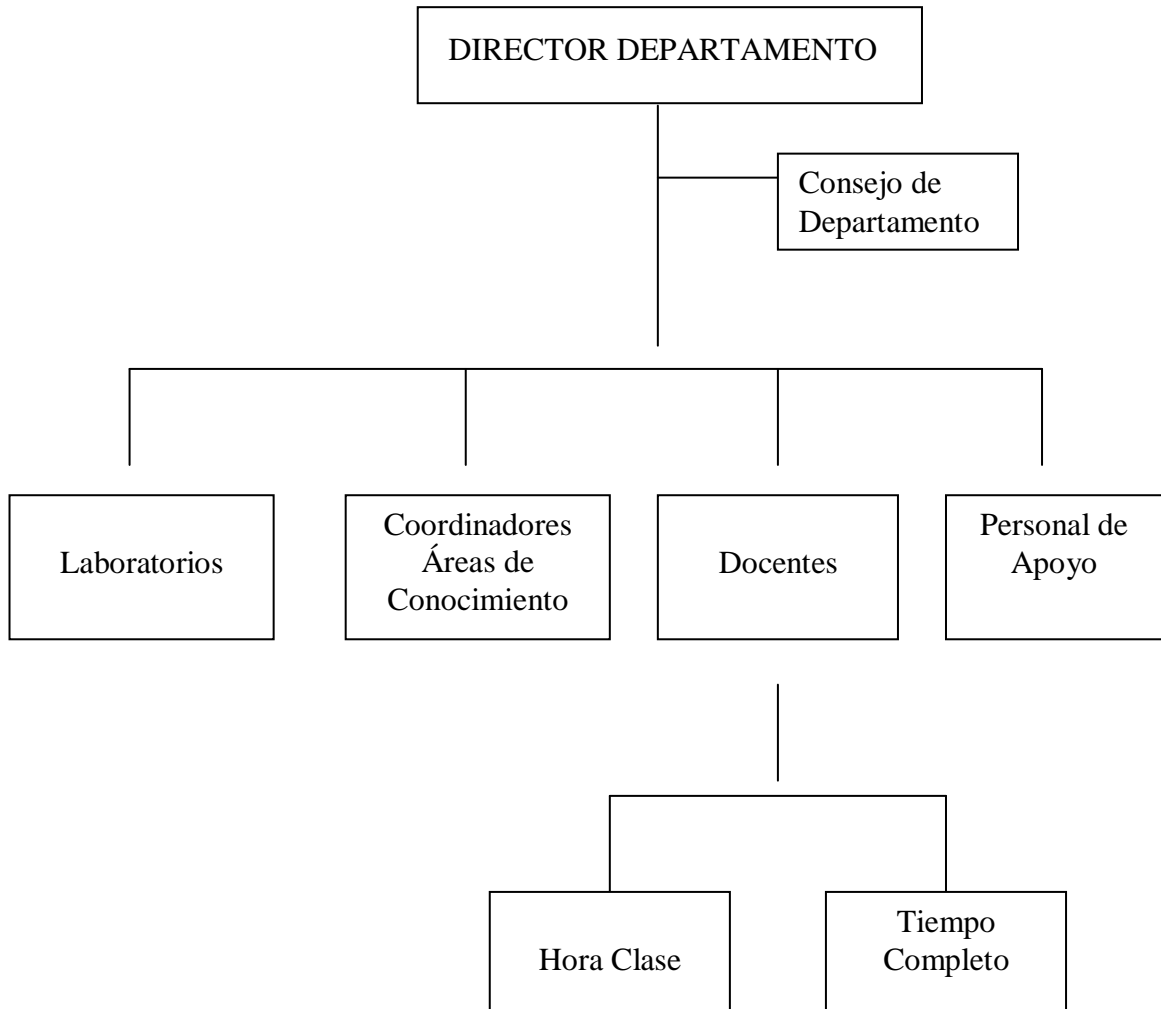 DIRECTOR DEPARTAMENTO
Consejo de
Departamento
Laboratorios
Coordinadores
Áreas de
Conocimiento
Docentes
Personal de
Apoyo
Hora Clase
Tiempo
Completo